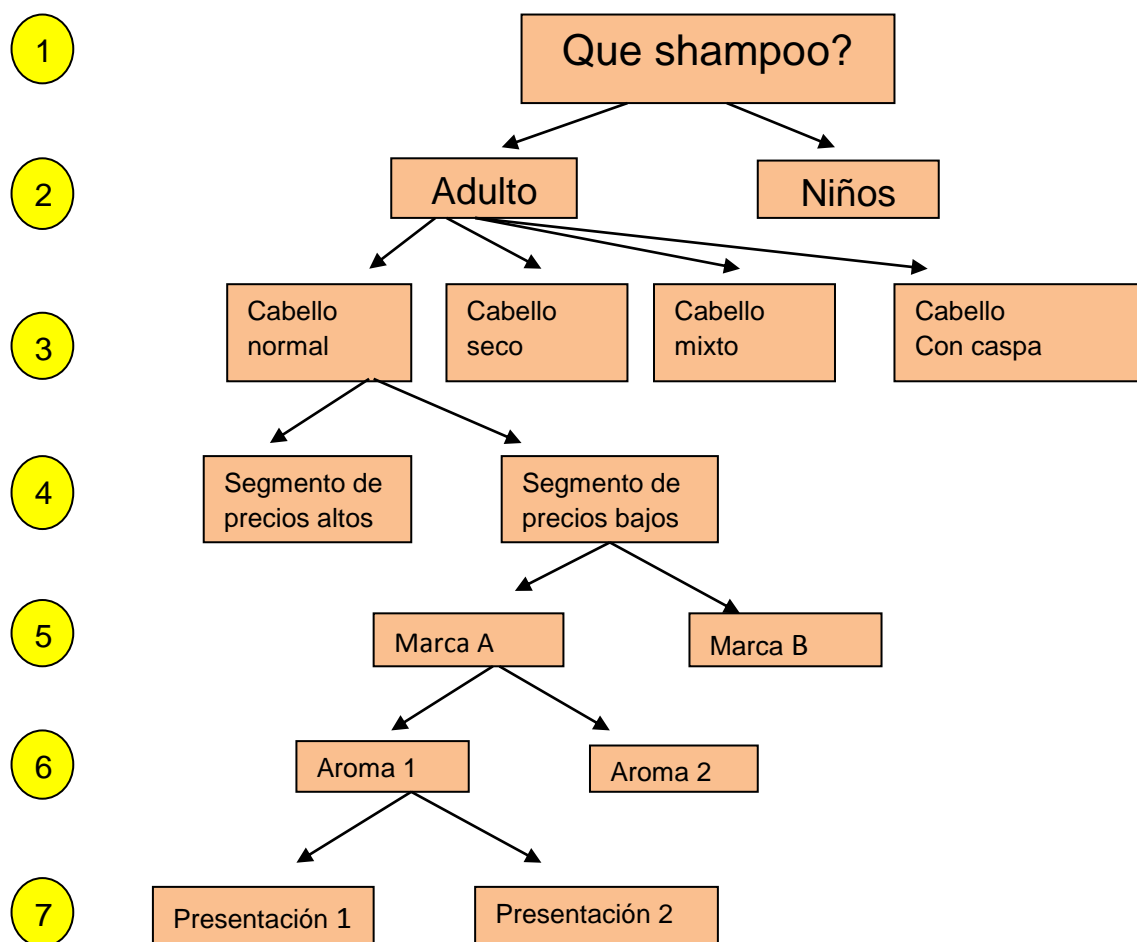 1
Que shampoo?
2
Adulto
Niños
3
Cabello
normal
Cabello
seco
Cabello
mixto
Cabello
Con caspa
4
Segmento de
precios altos
Segmento de
precios bajos
5
Marca A
Marca B
6
Aroma 1
Aroma 2
7
Presentación 1
Presentación 2